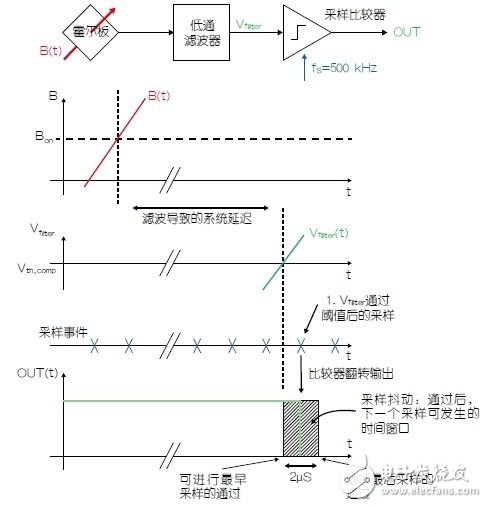 霍尔板
B(t)
低通
滤波器
Vfilter
采样比较器
OUT
fs=500 kHz
B
B(t)
Bon
t
滤波导致的系统延迟
Vfilter
Vfilter(t)
Vth,comp
t
1. Vfilter通过
阈值后的采样
采样事件
t
比较器翻转输出
OUT(t)
采样抖动：通过后，
下一个采样可发生的
时间窗口
t
可进行最早
采样的通过
2μS
最后采样的